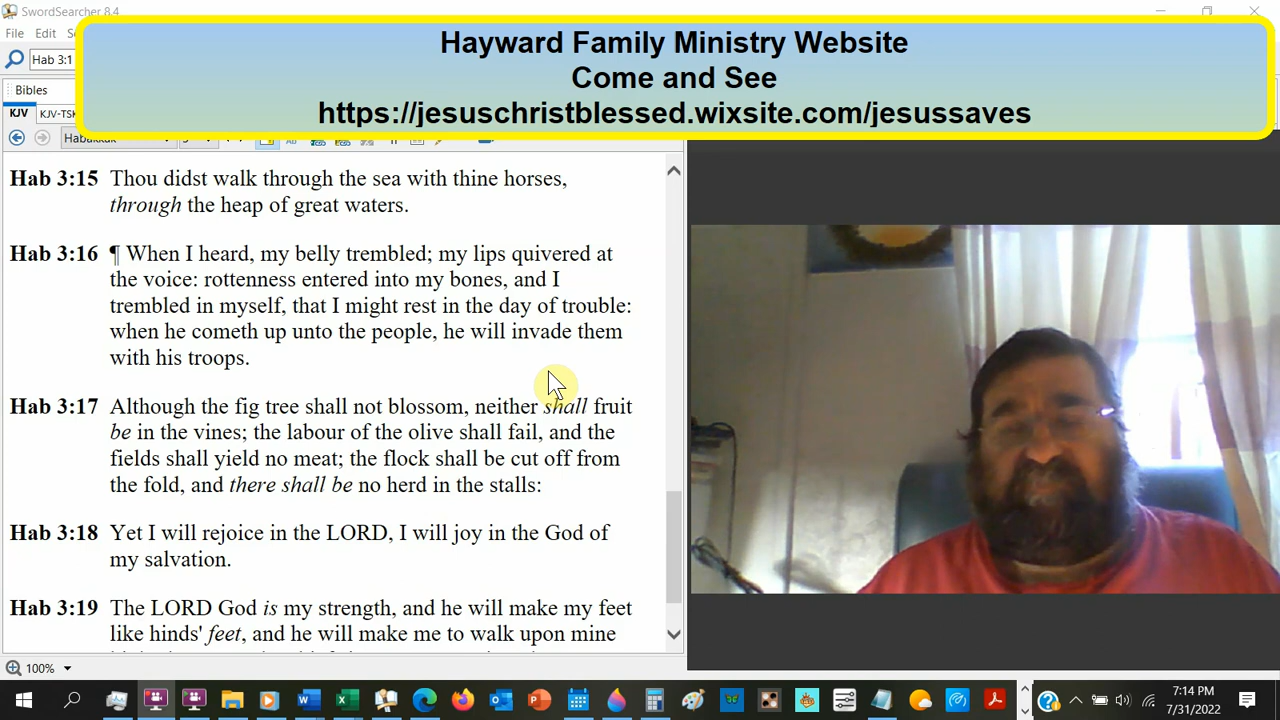 SwordSearcher 8.4
File Edit
Hab 3:1
Hayward Family Ministry Website
Come and See
https://jesuschristblessed.wixsite.com/jesussaves
Bibles
KJV KJV-TSK
Habakkuk
Hab 3:15 Thou didst walk through the sea with thine horses,
through the heap of great waters.
Hab 3:16 ¶ When I heard, my belly trembled; my lips quivered at
the voice: rottenness entered into my bones, and I
trembled in myself, that I might rest in the day of trouble:
when he cometh up unto the people, he will invade them
with his troops.
Hab 3:17 Although the fig tree shall not blossom, neither shall fruit
be in the vines; the labour of the olive shall fail, and the
fields shall yield no meat; the flock shall be cut off from
the fold, and there shall be no herd in the stalls:
Hab 3:18 Yet I will rejoice in the LORD, I will joy in the God of
my salvation.
Hab 3:19 The LORD God is my strength, and he will make my feet
like hinds' feet, and he will make me to walk upon mine
100%
7:14 PM
7/31/2022